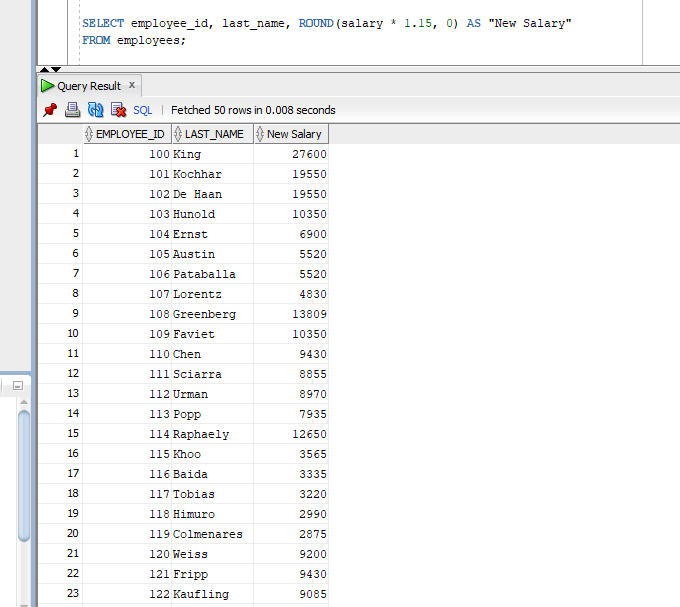 SELECT employee_id, last_name, ROUND(salary * 1.15, 0) AS "New Salary"
FROM employees;
Query Result x
SQL | Fetched 50 rows in 0.008 seconds
EMPLOYEE_ID LAST_NAME New Salary
1 100 King 27600
2 101 Kochhar 19550
3 102 De Haan 19550
4 103 Hunold 10350
5 104 Ernst 6900
6 105 Austin 5520
7 106 Pataballa 5520
8 107 Lorentz 4830
9 108 Greenberg 13809
10 109 Faviet 10350
11 110 Chen 9430
12 111 Sciarra 8855
13 112 Urman 8970
14 113 Popp 7935
15 114 Raphaely 12650
16 115 Khoo 3565
17 116 Baida 3335
18 117 Tobias 3220
19 118 Himuro 2990
20 119 Colmenares 2875
21 120 Weiss 9200
22 121 Fripp 9430
23 122 Kaufling 9085